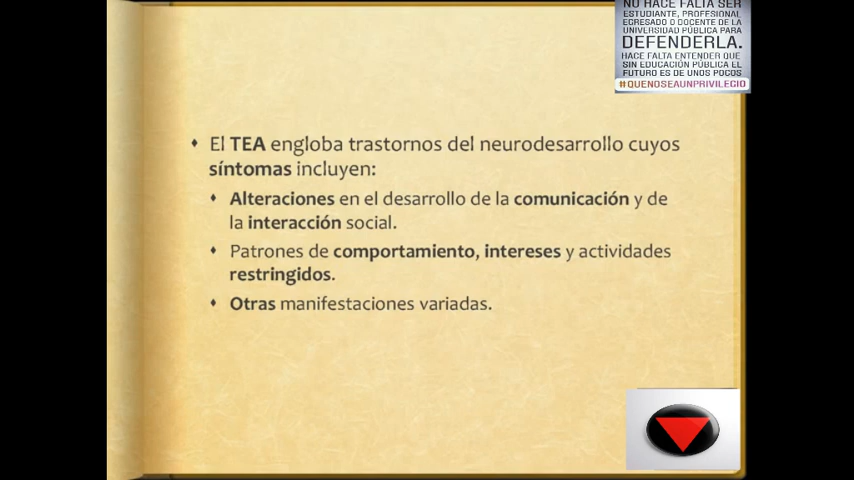 NO HACE FALTA SER
ESTUDIANTE, PROFESIONAL
EGRESADO O DOCENTE DE LA
UNIVERSIDAD PÚBLICA PARA
DEFENDERLA.
HACE FALTA ENTENDER QUE
SIN EDUCACIÓN PÚBLICA EL
FUTURO ES DE UNOS POCOS
#QUENOSEAUNPRIVILEGIO
El TEA engloba trastornos del neurodesarrollo cuyos
síntomas incluyen:
Alteraciones en el desarrollo de la comunicación y de
la interacción social.
Patrones de comportamiento, intereses y actividades
restringidos.
Otras manifestaciones variadas.